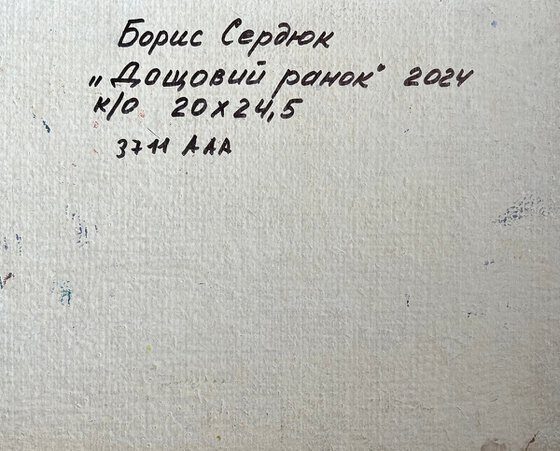 Борис Сердюк
„Дощовий ранок" 2024
к/о 20х24,5
3711 ААА